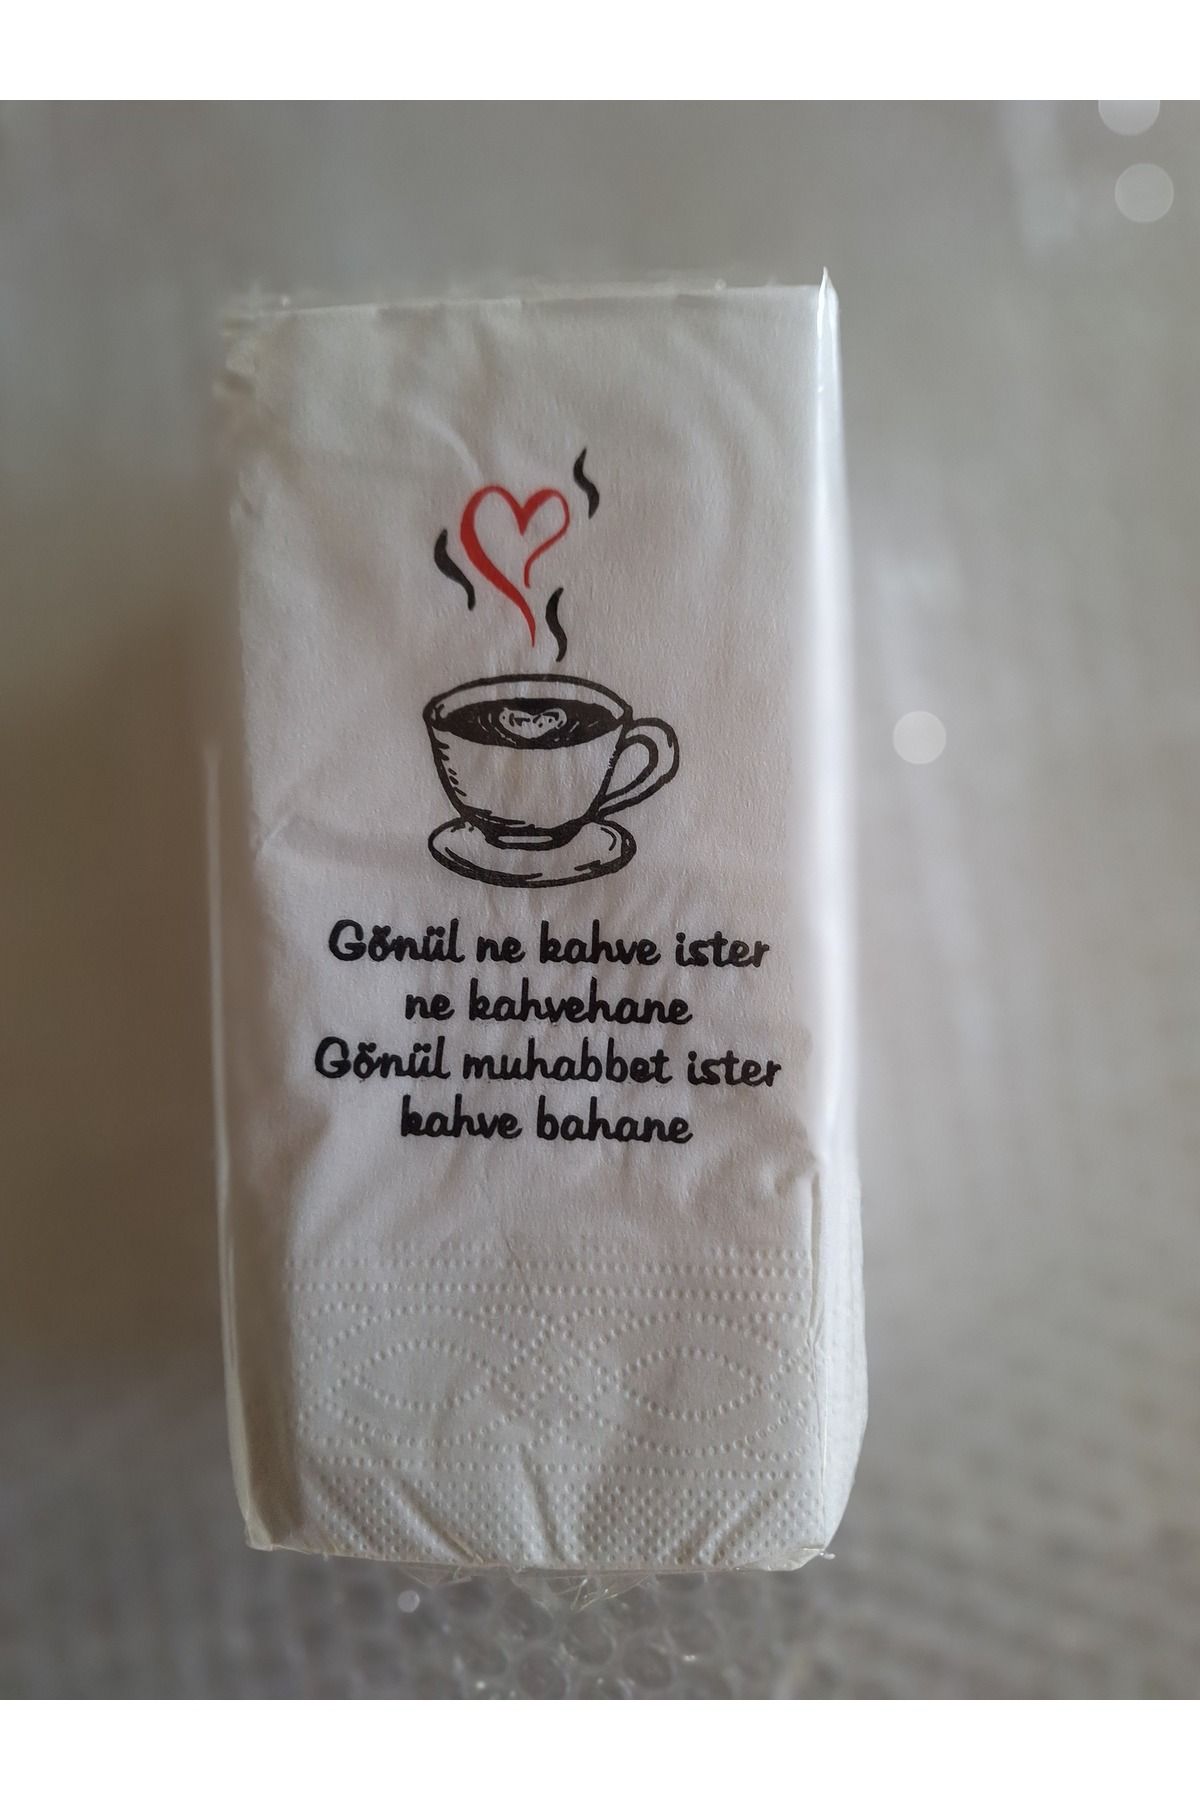 Gönül ne kahve ister
ne kahvehane
Gönül muhabbet ister
kahve bahane